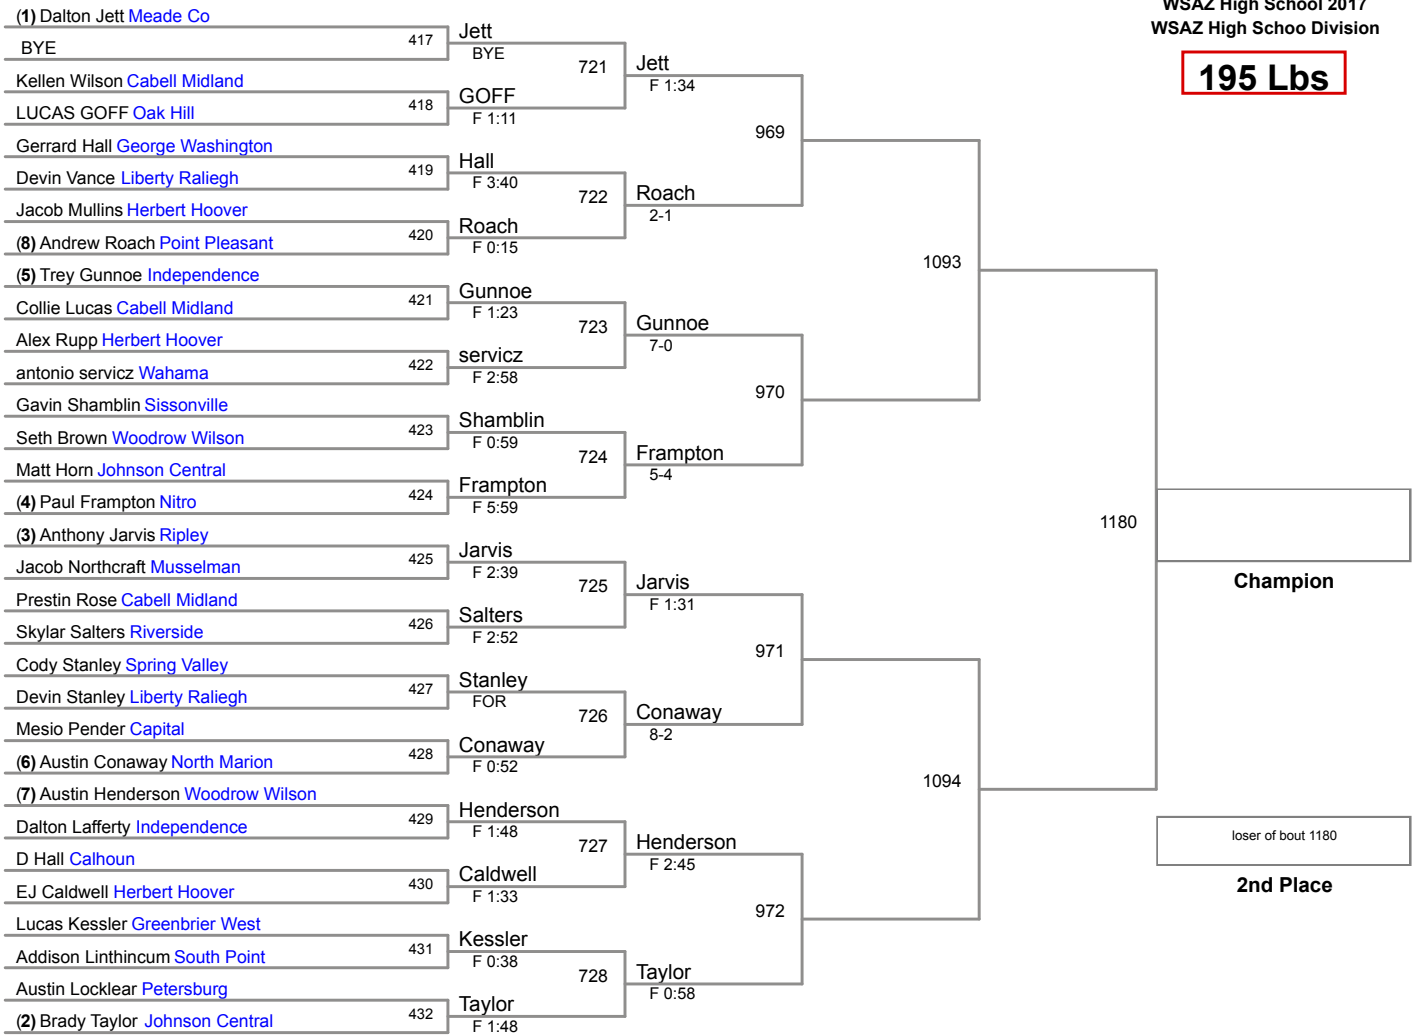 WSAZ High School 2017
WSAZ High Schoo Division
195 Lbs
(1) Dalton Jett Meade Co
BYE
Kellen Wilson Cabell Midland
LUCAS GOFF Oak Hill
Gerrard Hall George Washington
Devin Vance Liberty Raliegh
Jacob Mullins Herbert Hoover
(8) Andrew Roach Point Pleasant
(5) Trey Gunnoe Independence
Collie Lucas Cabell Midland
Alex Rupp Herbert Hoover
antonio servicz Wahama
Gavin Shamblin Sissonville
Seth Brown Woodrow Wilson
Matt Horn Johnson Central
(4) Paul Frampton Nitro
(3) Anthony Jarvis Ripley
Jacob Northcraft Musselman
Prestin Rose Cabell Midland
Skylar Salters Riverside
Cody Stanley Spring Valley
Devin Stanley Liberty Raliegh
Mesio Pender Capital
(6) Austin Conaway North Marion
(7) Austin Henderson Woodrow Wilson
Dalton Lafferty Independence
D Hall Calhoun
EJ Caldwell Herbert Hoover
Lucas Kessler Greenbrier West
Addison Linthincum South Point
Austin Locklear Petersburg
(2) Brady Taylor Johnson Central
417
418
419
420
421
422
423
424
425
426
427
428
429
430
431
432
Jett
BYE
GOFF
F 1:11
Hall
F 3:40
Roach
F 0:15
Gunnoe
F 1:23
servicz
F 2:58
Shamblin
F 0:59
Frampton
F 5:59
Jarvis
F 2:39
Salters
F 2:52
Stanley
FOR
Conaway
F 0:52
Henderson
F 1:48
Caldwell
F 1:33
Kessler
F 0:38
Taylor
F 1:48
721
722
723
724
725
726
727
728
Jett
F 1:34
Roach
2-1
Gunnoe
7-0
Frampton
5-4
Jarvis
F 1:31
Conaway
8-2
Henderson
F 2:45
Taylor
F 0:58
969
970
971
972
1093
1094
1180
Champion
loser of bout 1180
2nd Place